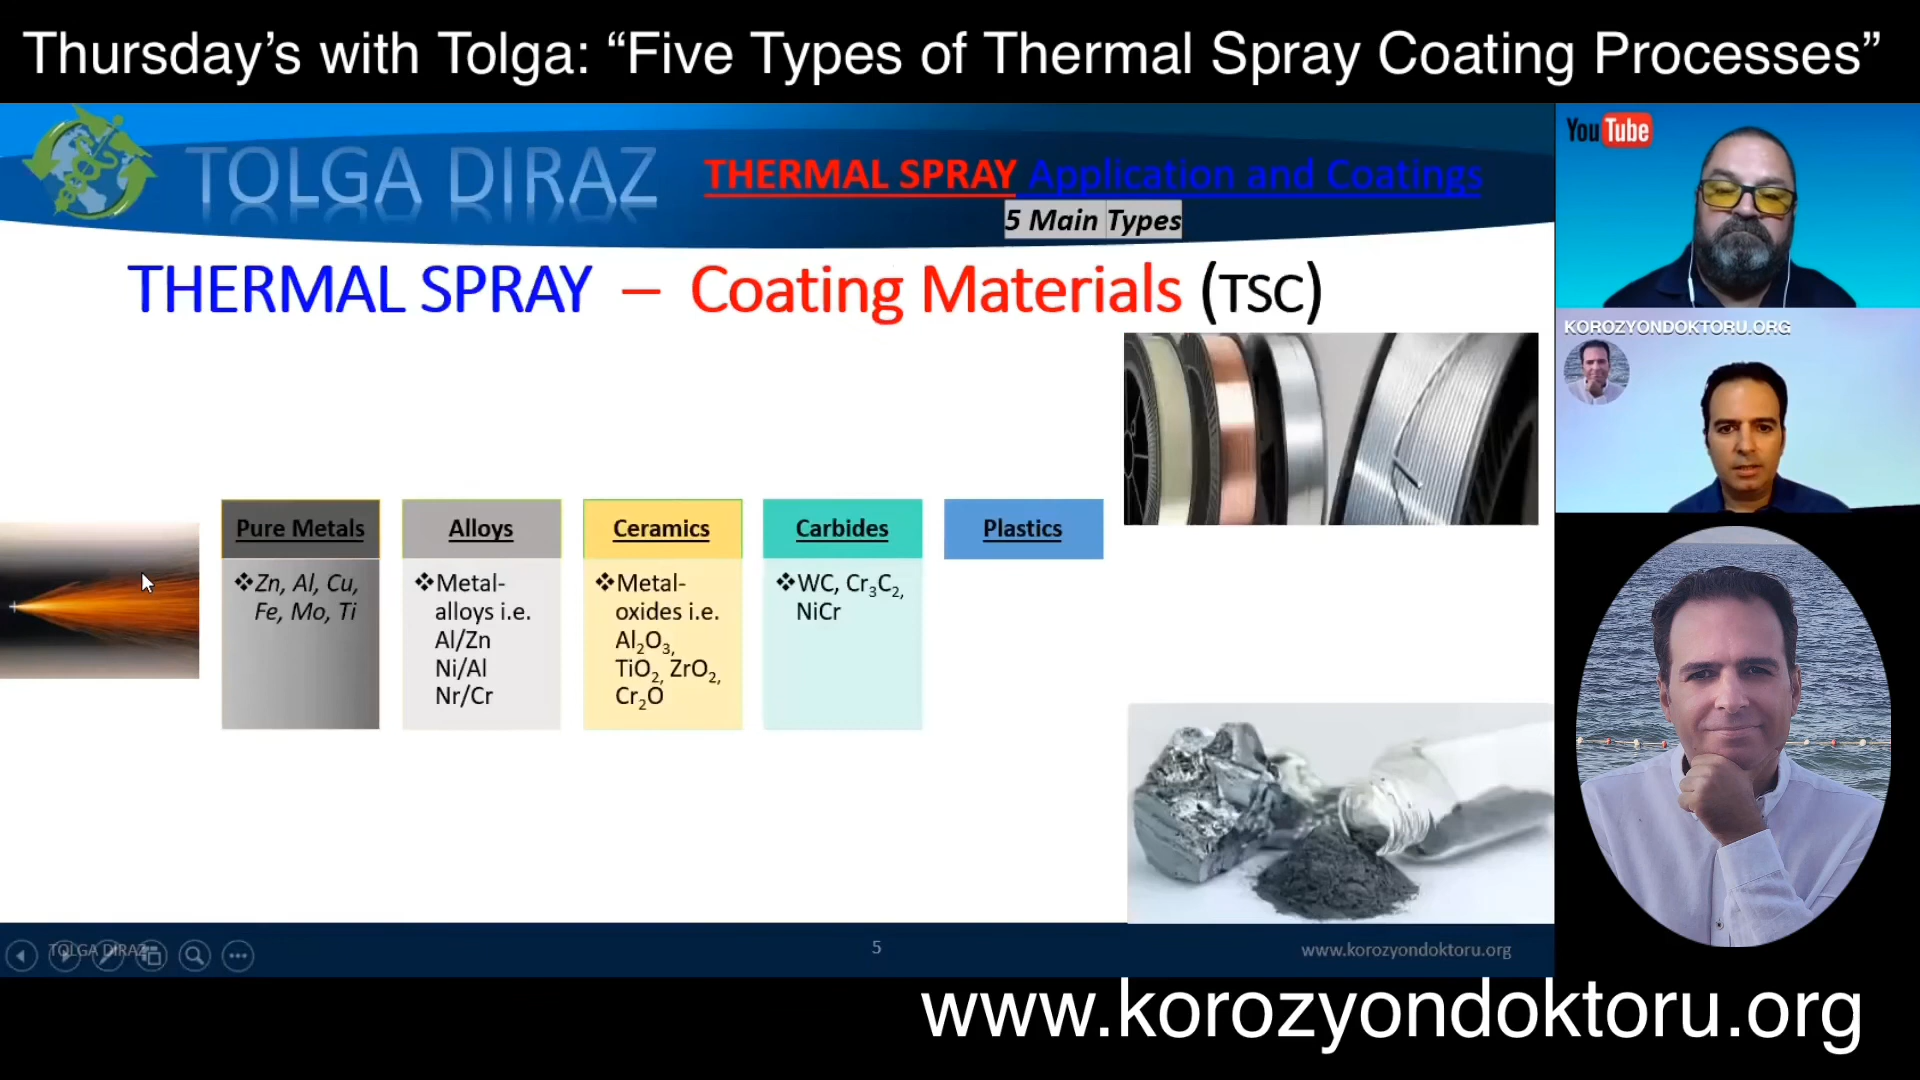 Thursday’s with Tolga: “Five Types of Thermal Spray Coating Processes”
TOLGA DIRAZ
THERMAL SPRAY Application and Coatings
5 Main Types
YouTube
KOROZYONDOKTORU.ORG
THERMAL SPRAY – Coating Materials (TSC)
Pure Metals
❖Zn, Al, Cu,
Fe, Mo, Ti
Alloys
❖Metal-
alloys i.e.
Al/Zn
Ni/Al
Nr/Cr
Ceramics
❖Metal-
oxides i.e.
Al₂O₃,
TiO₂, ZrO₂,
Cr₂O
Carbides
❖WC, Cr₃C₂,
NiCr
Plastics
TOLGA DIRAZ
5
www.korozyondoktoru.org
www.korozyondoktoru.org